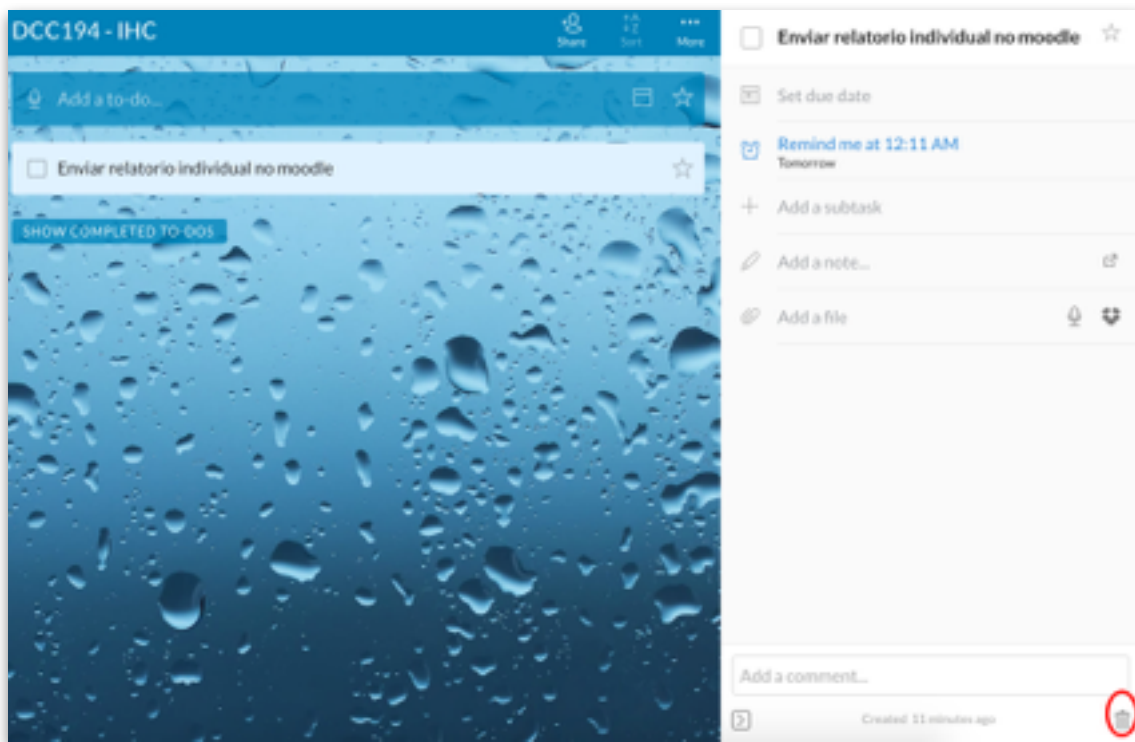 DCC194 - IHC
Share
Sort
More
Add a to-do...
Enviar relatorio individual no moodle
SHOW COMPLETED TO-DOS
Enviar relatorio individual no moodle
Set due date
Remind me at 12:11 AM
Tomorrow
Add a subtask
Add a note...
Add a file
Add a comment...
Created 11 minutes ago